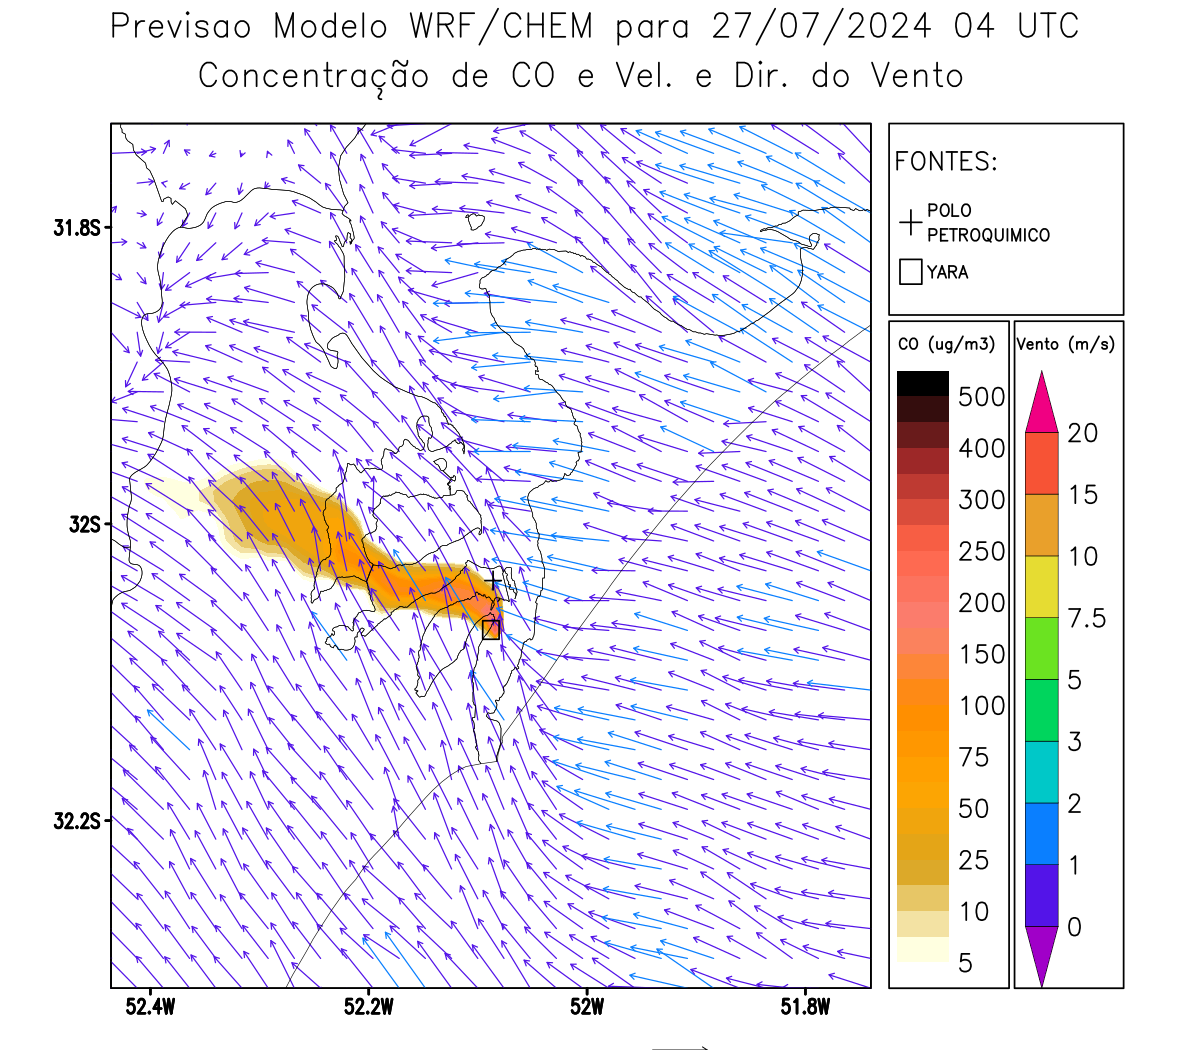 Previsao Modelo WRF/CHEM para 27/07/2024 04 UTC
Concentração de CO e Vel. e Dir. do Vento
FONTES:
POLO
PETROQUIMICO
YARA
CO (ug/m3)
500
400
300
250
200
150
100
75
50
25
10
5
Vento (m/s)
20
15
10
7.5
5
3
2
1
0
31.8S
32S
32.2S
52.4W
52.2W
52W
51.8W